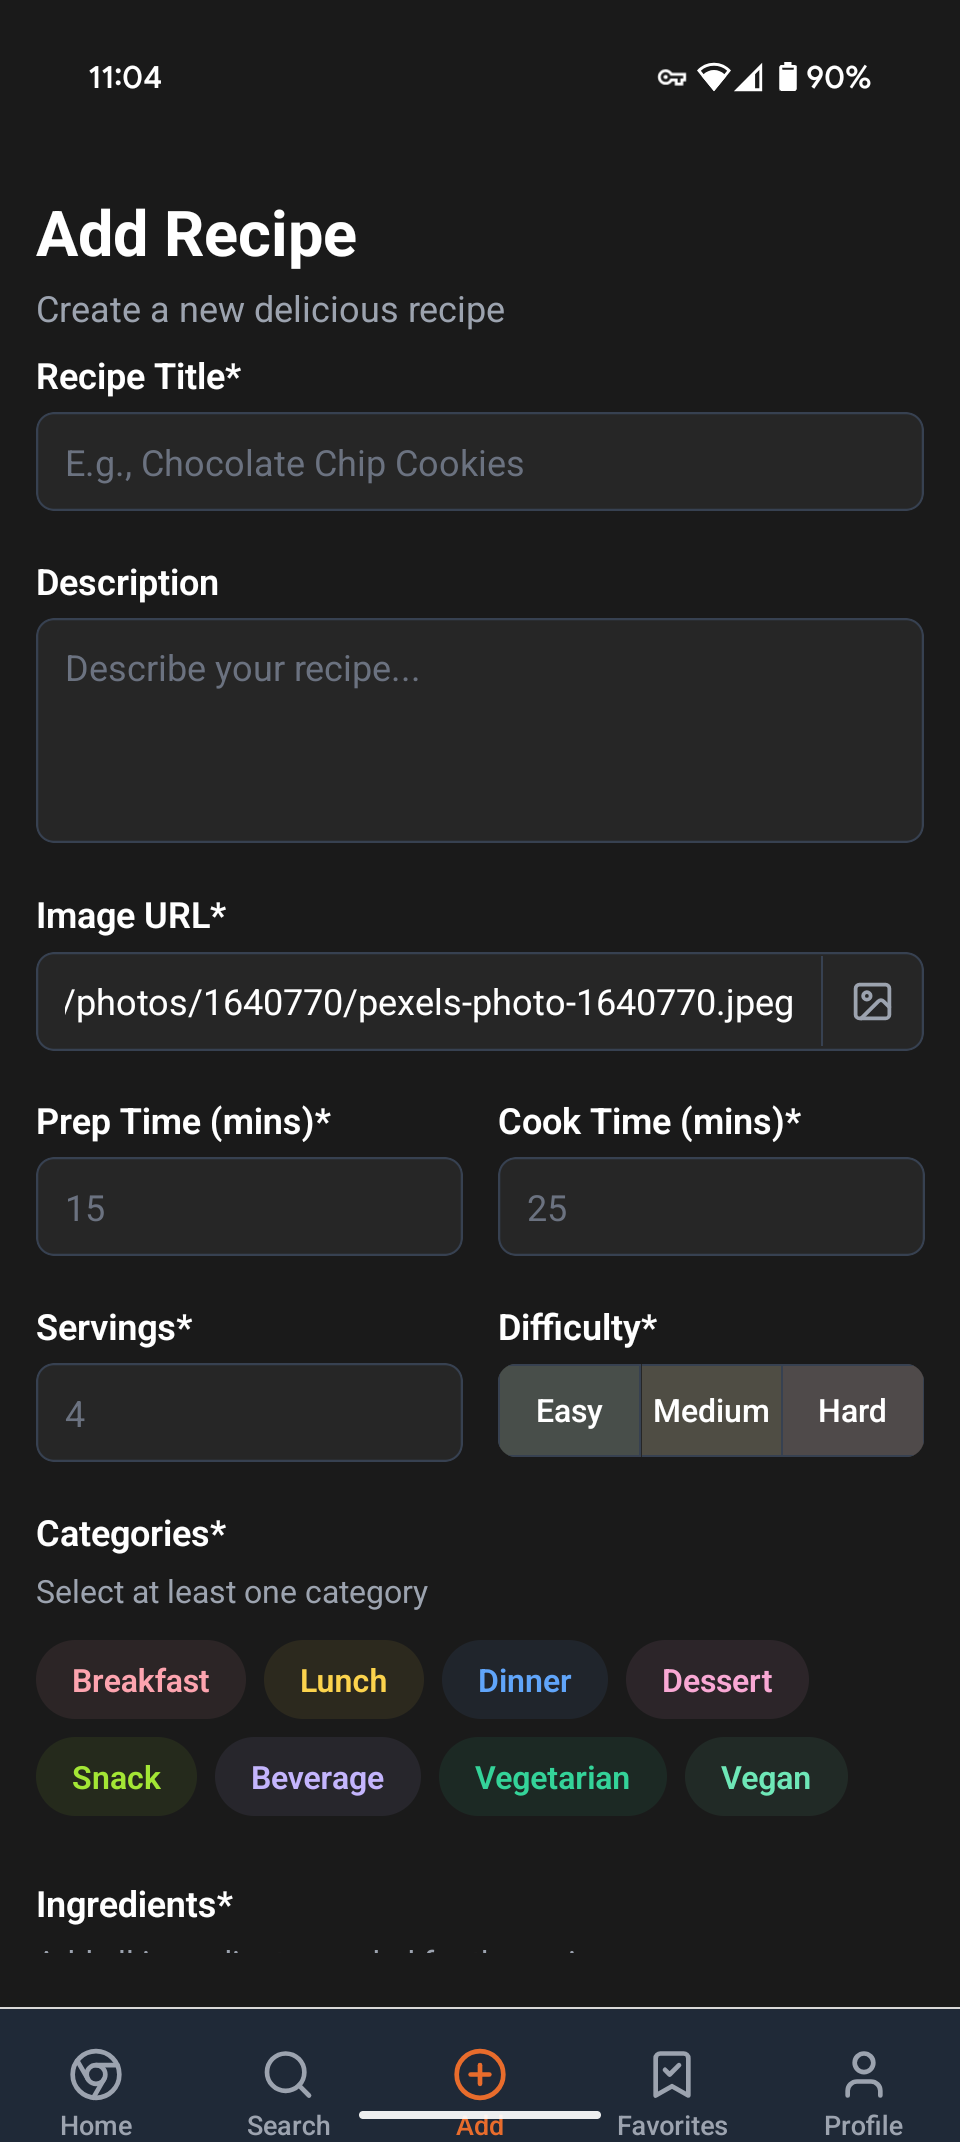 11:04 90%
Add Recipe
Create a new delicious recipe
Recipe Title*
E.g., Chocolate Chip Cookies
Description
Describe your recipe...
Image URL*
/photos/1640770/pexels-photo-1640770.jpeg
Prep Time (mins)* Cook Time (mins)*
15 25
Servings* Difficulty*
4 Easy Medium Hard
Categories*
Select at least one category
Breakfast Lunch Dinner Dessert
Snack Beverage Vegetarian Vegan
Ingredients*
Home Search Add Favorites Profile